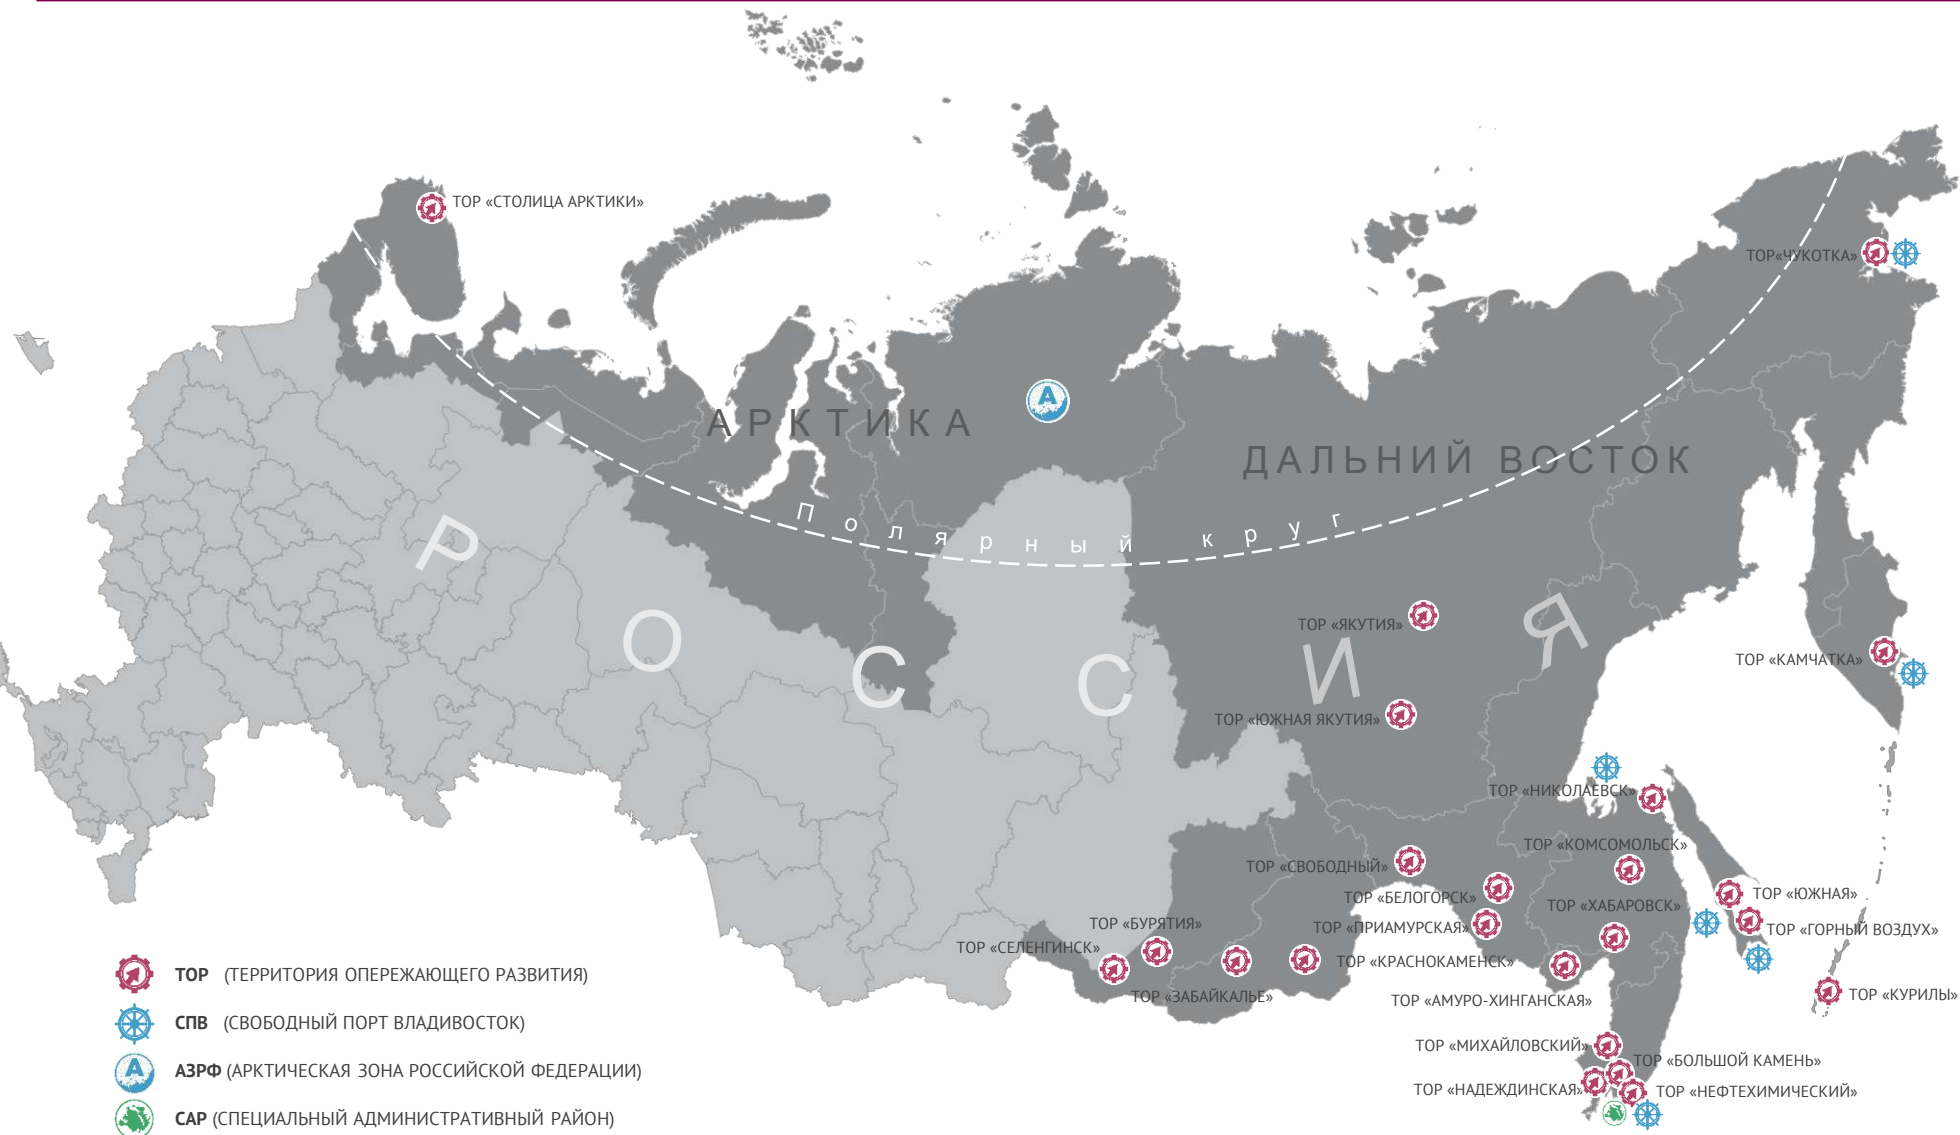 ТОР «СТОЛИЦА АРКТИКИ»
ТОР«ЧУКОТКА»
А
АРКТИКА
ДАЛЬНИЙ ВОСТОК
Полярный круг
РОССИЯ
ТОР «ЯКУТИЯ»
ТОР «КАМЧАТКА»
ТОР «ЮЖНАЯ ЯКУТИЯ»
ТОР «НИКОЛАЕВСК»
ТОР «КОМСОМОЛЬСК»
ТОР «СВОБОДНЫЙ»
ТОР «БЕЛОГОРСК»
ТОР «ХАБАРОВСК»
ТОР «ЮЖНАЯ»
ТОР «БУРЯТИЯ»
ТОР «ПРИАМУРСКАЯ»
ТОР «ГОРНЫЙ ВОЗДУХ»
ТОР «СЕЛЕНГИНСК»
ТОР «КРАСНОКАМЕНСК»
ТОР «ЗАБАЙКАЛЬЕ»
ТОР «АМУРО-ХИНГАНСКАЯ»
ТОР «КУРИЛЫ»
ТОР «МИХАЙЛОВСКИЙ»
ТОР «БОЛЬШОЙ КАМЕНЬ»
ТОР «НАДЕЖДИНСКАЯ»
ТОР «НЕФТЕХИМИЧЕСКИЙ»
ТОР (ТЕРРИТОРИЯ ОПЕРЕЖАЮЩЕГО РАЗВИТИЯ)
СПВ (СВОБОДНЫЙ ПОРТ ВЛАДИВОСТОК)
А АЗРФ (АРКТИЧЕСКАЯ ЗОНА РОССИЙСКОЙ ФЕДЕРАЦИИ)
САР (СПЕЦИАЛЬНЫЙ АДМИНИСТРАТИВНЫЙ РАЙОН)